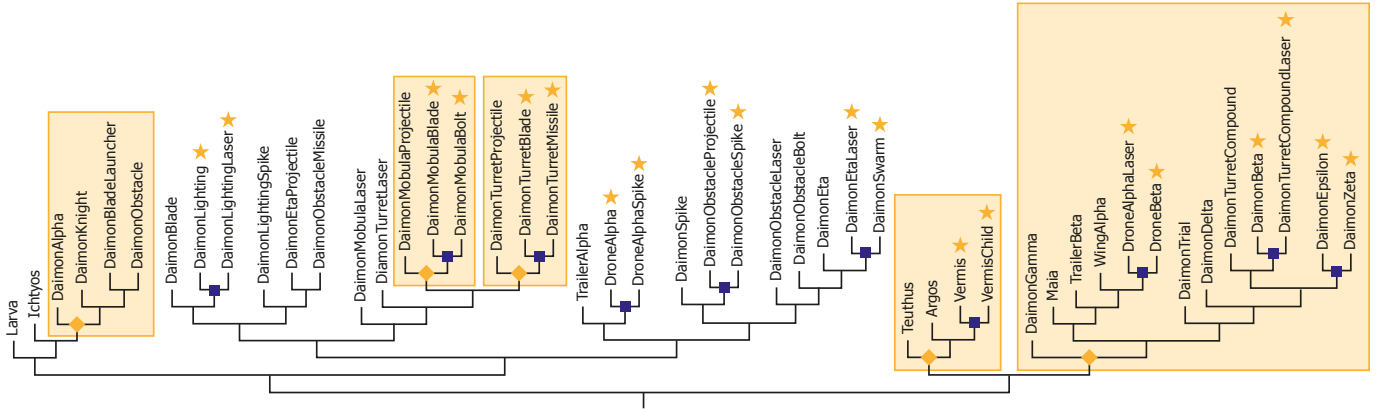 Larva
Ichtyos
DaimonAlpha
DaimonKnight
DaimonBladeLauncher
DaimonObstacle
DaimonBlade
DaimonLighting
DaimonLightingLaser
DaimonLightingSpike
DaimonEtaProjectile
DaimonObstacleMissile
DaimonMobulaLaser
DiamonTurretLaser
DaimonMobulaProjectile
DaimonMobulaBlade
DaimonMobulaBolt
DaimonTurretProjectile
DaimonTurretBlade
DaimonTurretMissile
TrailerAlpha
DroneAlpha
DroneAlphaSpike
DaimonSpike
DaimonObstacleProjectile
DaimonObstacleSpike
DaimonObstacleLaser
DaimonObstacleBolt
DaimonEta
DaimonEtaLaser
DaimonSwarm
Teuthus
Argos
Vermis
VermisChild
DaimonGamma
Maia
TrailerBeta
WingAlpha
DroneAlphaLaser
DroneBeta
DaimonTrial
DaimonDelta
DaimonTurretCompound
DaimonBeta
DaimonTurretCompoundLaser
DaimonEpsilon
DaimonZeta